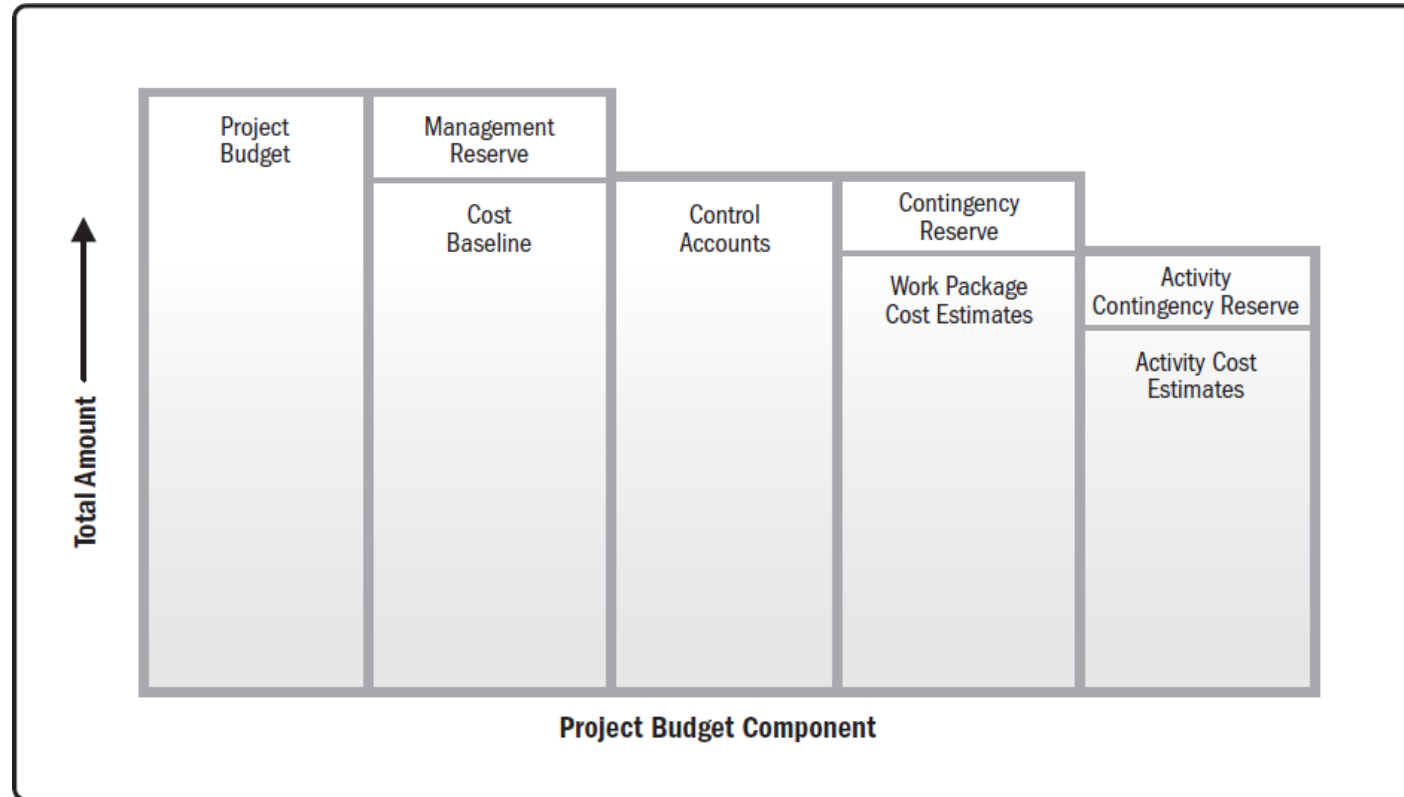 Project
Budget
Management
Reserve
Cost
Baseline
Control
Accounts
Contingency
Reserve
Work Package
Cost Estimates
Activity
Contingency Reserve
Activity Cost
Estimates
Total Amount
Project Budget Component